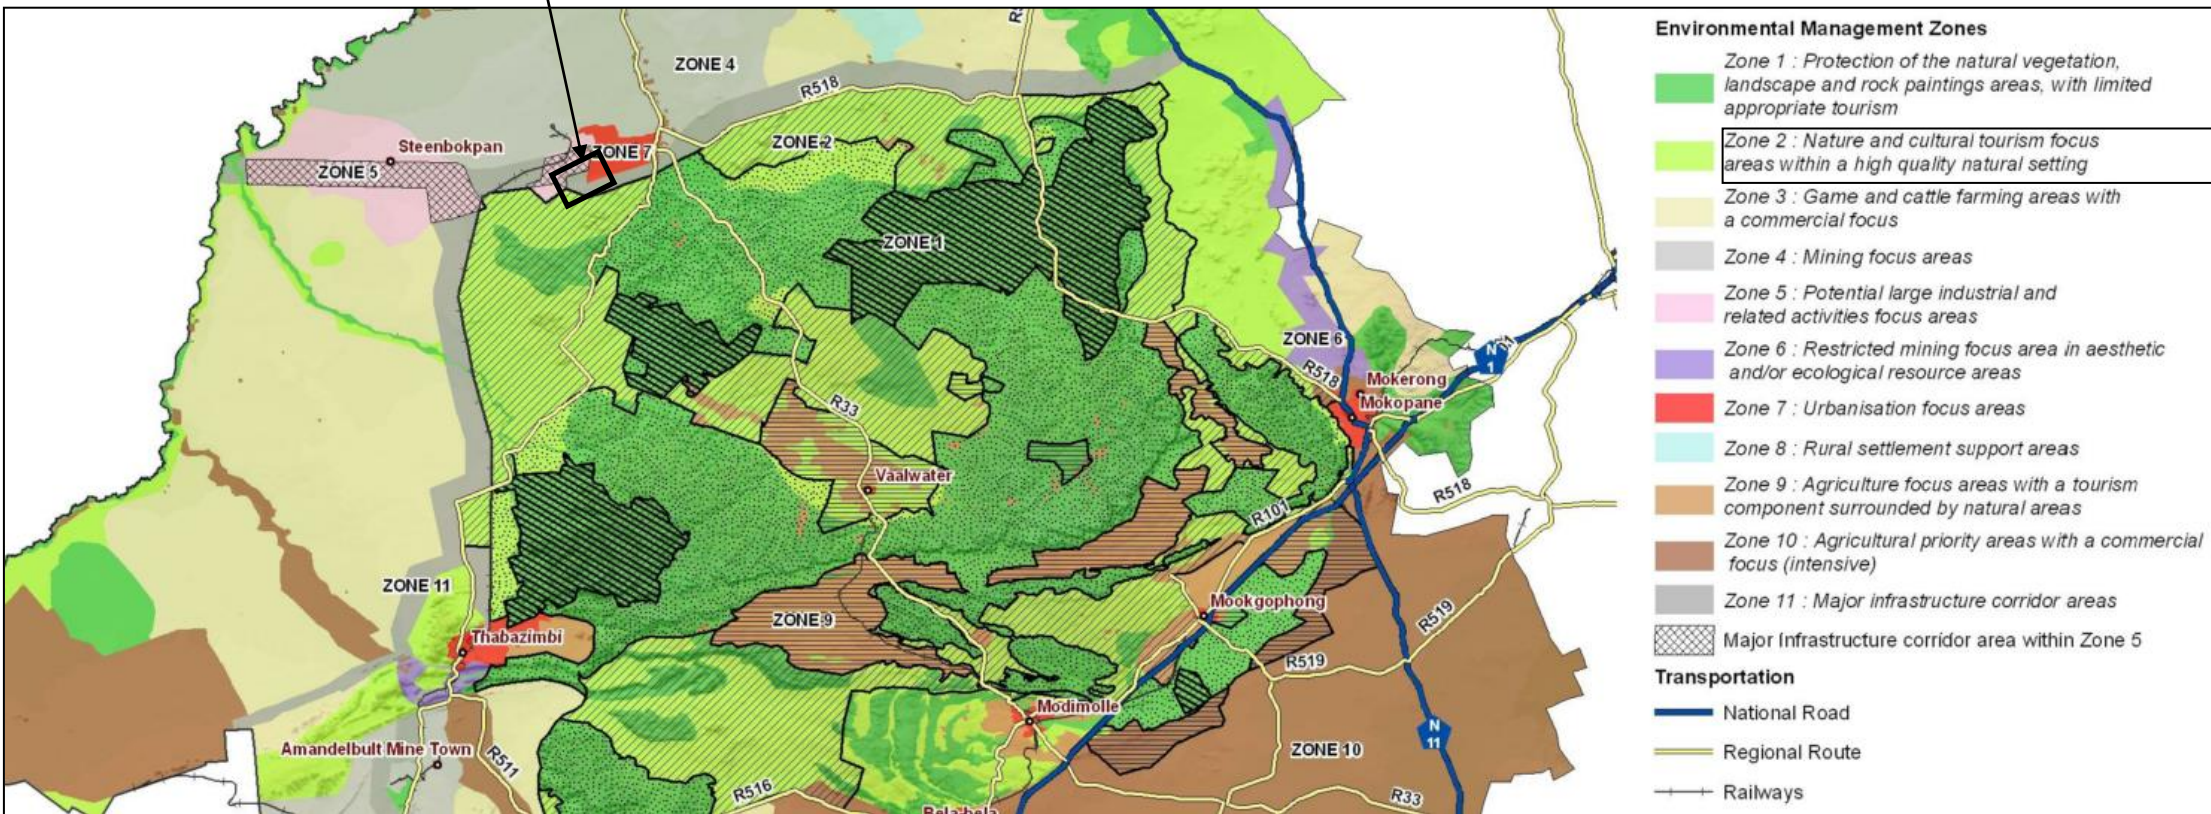 ZONE 4
R518
Steenbokpan
ZONE 5
ZONE 7
ZONE 2
ZONE 1
ZONE 6
R518
Mokerong
Mokopane
N
1
R33
Vaalwater
R518
R101
ZONE 11
Thabazimbi
ZONE 9
Mookgophong
R519
R519
Modimolle
Amandelbult Mine Town
R511
R516
ZONE 10
N
11
R33
Bela-bela
Environmental Management Zones
Zone 1 : Protection of the natural vegetation,
landscape and rock paintings areas, with limited
appropriate tourism
Zone 2 : Nature and cultural tourism focus
areas within a high quality natural setting
Zone 3 : Game and cattle farming areas with
a commercial focus
Zone 4 : Mining focus areas
Zone 5 : Potential large industrial and
related activities focus areas
Zone 6 : Restricted mining focus area in aesthetic
and/or ecological resource areas
Zone 7 : Urbanisation focus areas
Zone 8 : Rural settlement support areas
Zone 9 : Agriculture focus areas with a tourism
component surrounded by natural areas
Zone 10 : Agricultural priority areas with a commercial
focus (intensive)
Zone 11 : Major infrastructure corridor areas
Major Infrastructure corridor area within Zone 5
Transportation
National Road
Regional Route
Railways